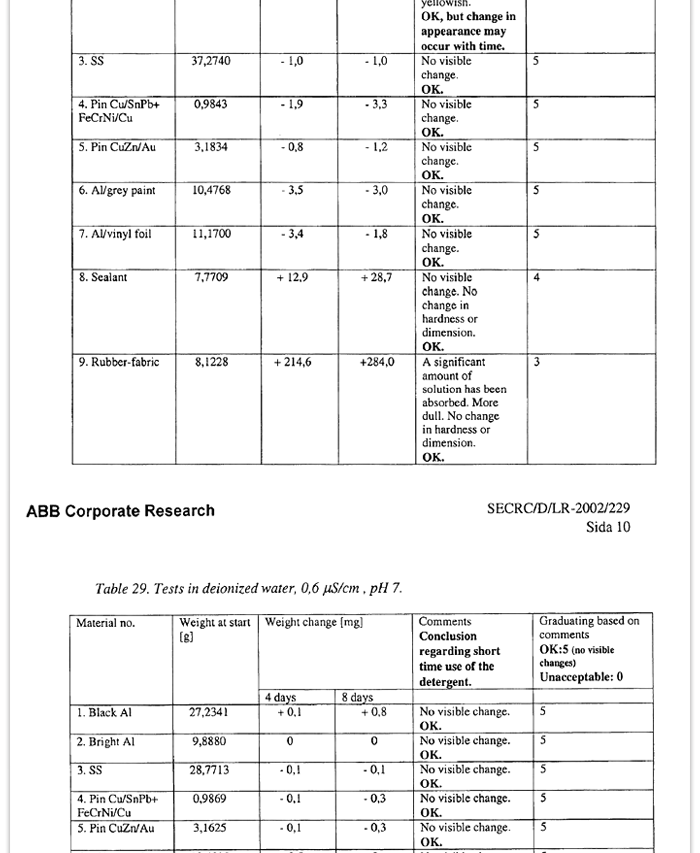 yellowish.
OK, but change in
appearance may
occur with time.
3. SS 37,2740 - 1,0 - 1,0 No visible 5
change.
OK.
4. Pin Cu/SnPb+ 0,9843 - 1,9 - 3,3 No visible 5
FeCrNi/Cu change.
OK.
5. Pin CuZn/Au 3,1834 - 0,8 - 1,2 No visible 5
change.
OK.
6. Al/grey paint 10,4768 - 3,5 - 3,0 No visible 5
change.
OK.
7. Al/vinyl foil 11,1700 - 3,4 - 1,8 No visible 5
change.
OK.
8. Sealant 7,7709 + 12,9 + 28,7 No visible 4
change. No
change in
hardness or
dimension.
OK.
9. Rubber-fabric 8,1228 + 214,6 +284,0 A significant 3
amount of
solution has been
absorbed. More
dull. No change
in hardness or
dimension.
OK.
ABB Corporate Research SECRC/D/LR-2002/229
Sida 10
Table 29. Tests in deionized water, 0,6 µS/cm , pH 7.
Material no. Weight at start Weight change [mg] Comments Graduating based on
[g] Conclusion comments
regarding short OK:5 (no visible
time use of the changes)
detergent. Unacceptable: 0
4 days 8 days
1. Black Al 27,2341 + 0,1 + 0,8 No visible change. 5
OK.
2. Bright Al 9,8880 0 0 No visible change. 5
OK.
3. SS 28,7713 - 0,1 - 0,1 No visible change. 5
OK.
4. Pin Cu/SnPb+ 0,9869 - 0,1 - 0,3 No visible change. 5
FeCrNi/Cu OK.
5. Pin CuZn/Au 3,1625 - 0,1 - 0,3 No visible change. 5
OK.